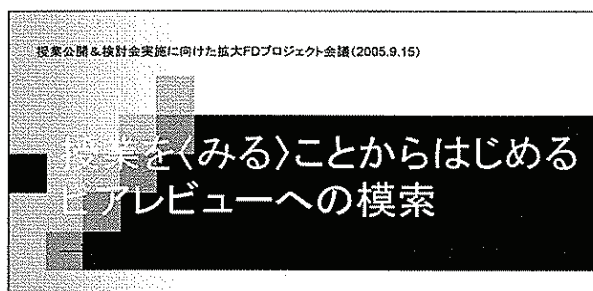 授業公開&検討会実施に向けた拡大FDプロジェクト会議(2005.9.15)
授業を〈みる〉ことからはじめる
ピアレビューへの模索